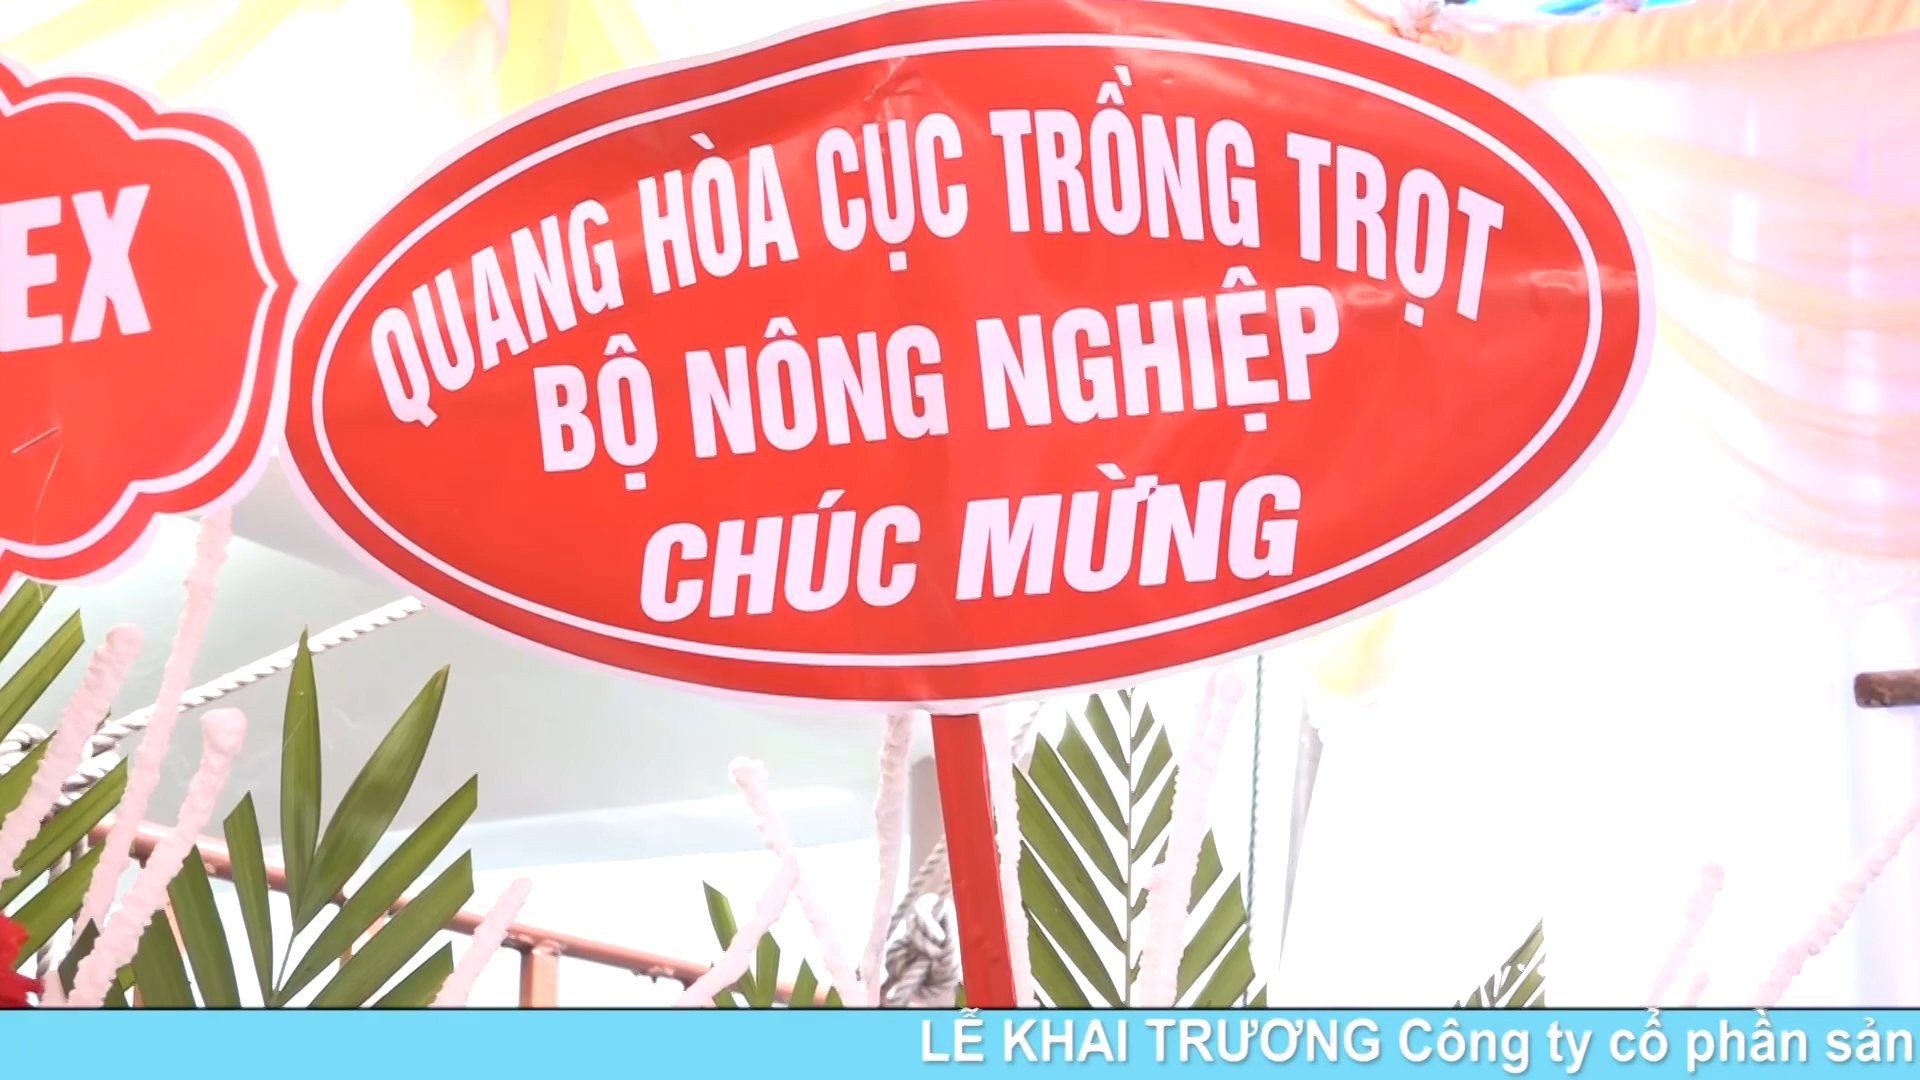 EX
QUANG HÒA CỤC TRỒNG TRỌT
BỘ NÔNG NGHIỆP
CHÚC MỪNG
LỄ KHAI TRƯƠNG Công ty cổ phần sản